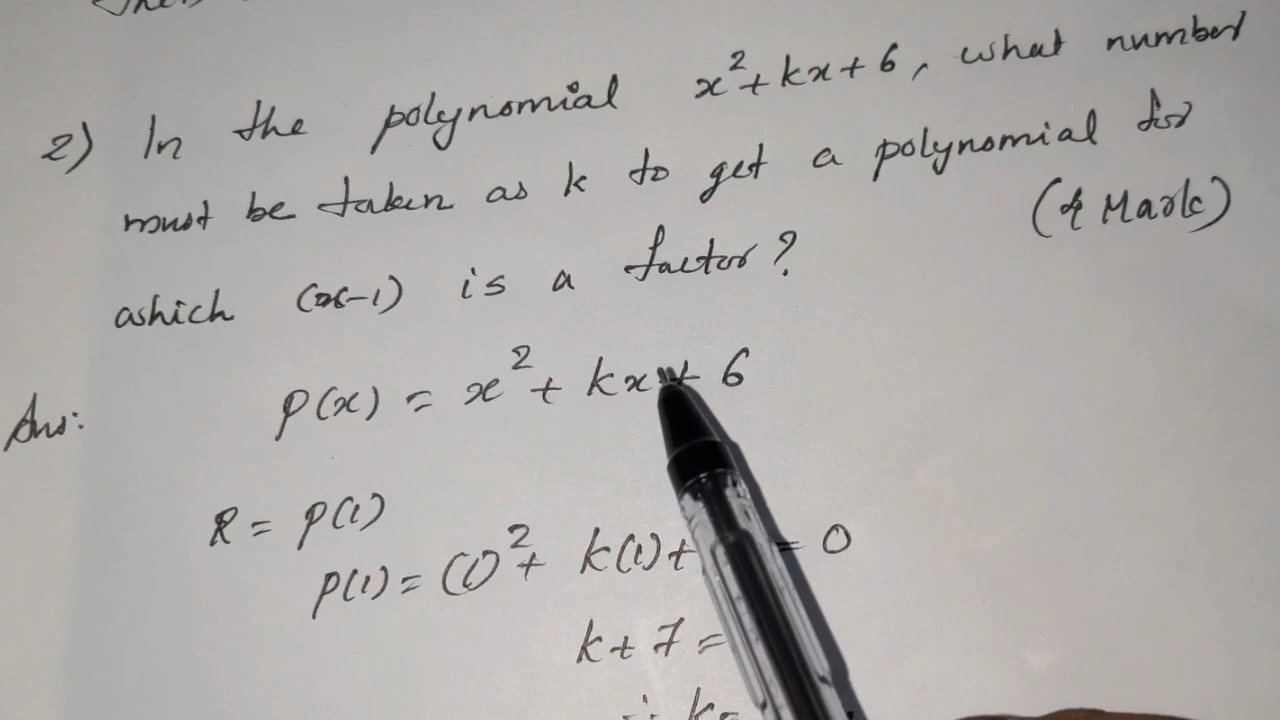 2) In the polynomial x²+kx+6, what number
must be taken as k to get a polynomial for
which (x-1) is a factor? (4 Mark)
Ans: P(x) = x² + kx + 6
R = P(1)
P(1) = (1)² + k(1) + = 0
k + 7 =
∴ k =